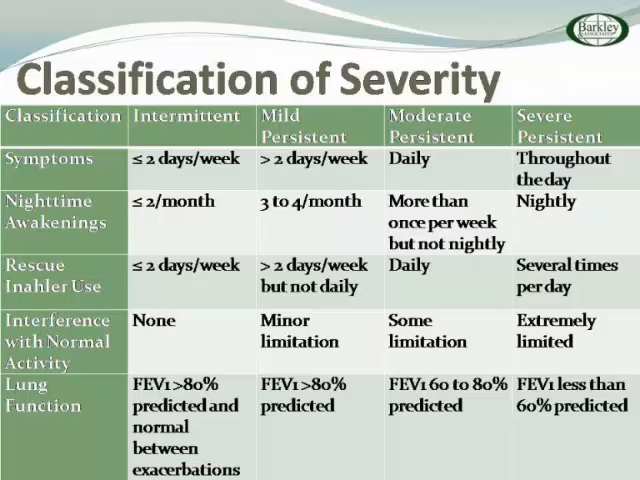 Barkley
& ASSOCIATES
Classification of Severity
Classification Intermittent Mild Persistent Moderate Persistent Severe Persistent
Symptoms ≤ 2 days/week > 2 days/week Daily Throughout the day
Nighttime Awakenings ≤ 2/month 3 to 4/month More than once per week but not nightly Nightly
Rescue Inahler Use ≤ 2 days/week > 2 days/week but not daily Daily Several times per day
Interference with Normal Activity None Minor limitation Some limitation Extremely limited
Lung Function FEV1 >80% predicted and normal between exacerbations FEV1 >80% predicted FEV1 60 to 80% predicted FEV1 less than 60% predicted